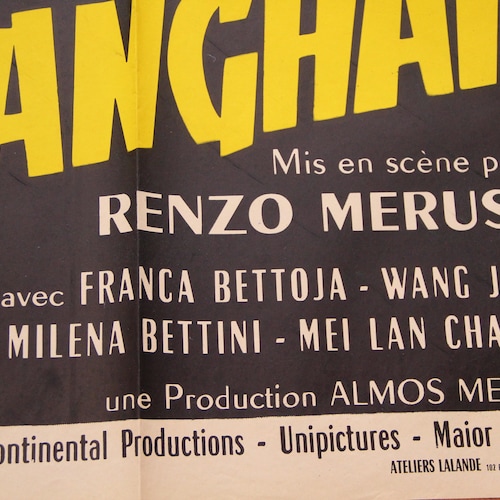 ANGHAI
Mis en scène p
RENZO MERUS
avec FRANCA BETTOJA - WANG J
MILENA BETTINI - MEI LAN CHA
une Production ALMOS ME
ontinental Productions - Unipictures - Maior
ATELIERS LALANDE 102